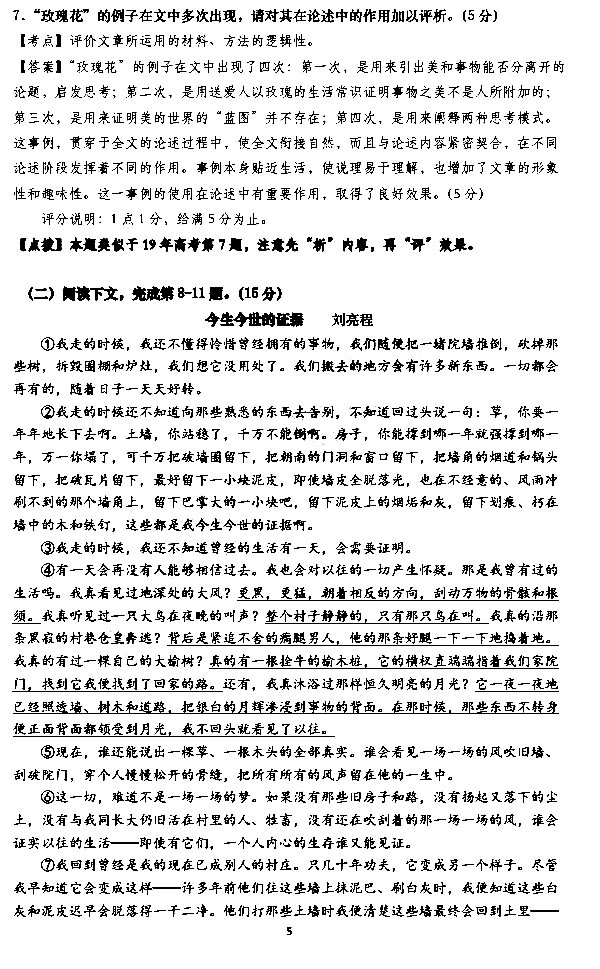 7.“玫瑰花”的例子在文中多次出现，请对其在论述中的作用加以评析。(5 分)
【考点】评价文章所运用的材料、方法的逻辑性。
【答案】“玫瑰花”的例子在文中出现了四次：第一次，是用来引出美和事物能否分离开的
论题，启发思考；第二次，是用送爱人以玫瑰的生活常识证明事物之美不是人所附加的；
第三次，是用来证明美的世界的“蓝图”并不存在；第四次，是用来阐释两种思考模式。
这事例，贯穿于全文的论述过程中，使全文衔接自然，而且与论述内容紧密契合，在不同
论述阶段发挥着不同的作用。事例本身贴近生活，使说理易于理解，也增加了文章的形象
性和趣味性。这一事例的使用在论述中有重要作用，取得了良好效果。(5 分)
评分说明：1 点 1 分，给满 5 分为止。
【点拨】本题类似于 19 年高考第 7 题，注意先“析”内容，再“评”效果。
（二）阅读下文，完成第 8-11 题。(15 分)
今生今世的证据 刘亮程
①我走的时候，我还不懂得怜惜曾经拥有的事物，我们随便把一堵院墙推倒，砍掉那
些树，拆毁圈棚和炉灶，我们想它没用处了。我们搬去的地方会有许多新东西。一切都会
再有的，随着日子一天天好转。
②我走的时候还不知道向那些熟悉的东西去告别，不知道回过头说一句：草，你要一
年年地长下去啊。土墙，你站稳了，千万不能倒啊。房子，你能撑到哪一年就强撑到哪一
年，万一你塌了，可千万把破墙圈留下，把朝南的门洞和窗口留下，把墙角的烟道和锅头
留下，把破瓦片留下，最好留下一小块泥皮，即使墙皮全脱落光，也在不经意的、风雨冲
刷不到的那个墙角上，留下巴掌大的一小块吧，留下泥皮上的烟垢和灰，留下划痕、朽在
墙中的木和铁钉，这些都是我今生今世的证据啊。
③我走的时候，我还不知道曾经的生活有一天，会需要证明。
④有一天会再没有人能够相信过去。我也会对以往的一切产生怀疑。那是我曾有过的
生活吗。我真看见过地深处的大风？更黑，更猛，朝着相反的方向，刮动万物的骨骸和根
须。我真听见过一只大鸟在夜晚的叫声？整个村子静静的，只有那只鸟在叫。我真的沿那
条黑寂的村巷仓皇奔逃？背后是紧追不舍的瘸腿男人，他的那条好腿一下一下地捣着地。
我真的有过一棵自己的大榆树？真的有一根拴牛的榆木桩，它的横杈直端端指着我们家院
门，找到它我便找到了回家的路。还有，我真沐浴过那样恒久明亮的月光？它一夜一夜地
已经照透墙、树木和道路，把银白的月辉渗浸到事物的背面。在那时候，那些东西不转身
便正面背面都领受到月光，我不回头就看见了以往。
⑤现在，谁还能说出一棵草、一根木头的全部真实。谁会看见一场一场的风吹旧墙、
刮破院门，穿个人慢慢松开的骨缝，把所有所有的风声留在他的一生中。
⑥这一切，难道不是一场一场的梦。如果没有那些旧房子和路，没有扬起又落下的尘
土，没有与我同长大仍旧活在村里的人、牲畜，没有还在吹刮着的那一场一场的风，谁会
证实以往的生活——即使有它们，一个人内心的生存谁又能见证。
⑦我回到曾经是我的现在已成别人的村庄。只几十年功夫，它变成另一个样子。尽管
我早知道它会变成这样——许多年前他们往这些墙上抹泥巴、刷白灰时，我便知道这些白
灰和泥皮迟早会脱落得一干二净。他们打那些土墙时我便清楚这些墙最终会回到土里——
5